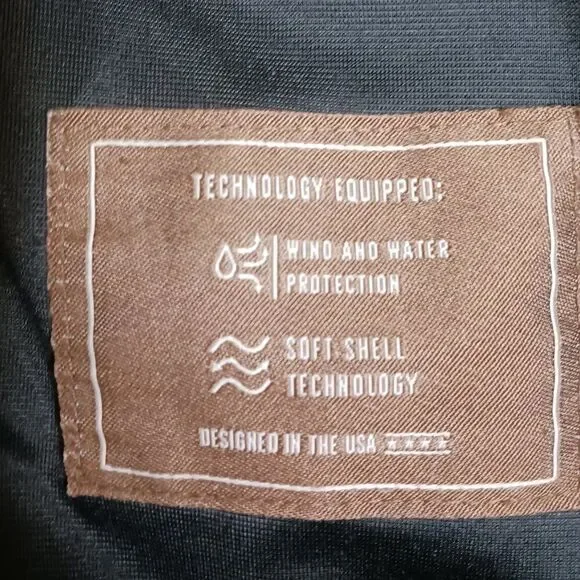 TECHNOLOGY EQUIPPED:
WIND AND WATER
PROTECTION
SOFT SHELL
TECHNOLOGY
DESIGNED IN THE USA